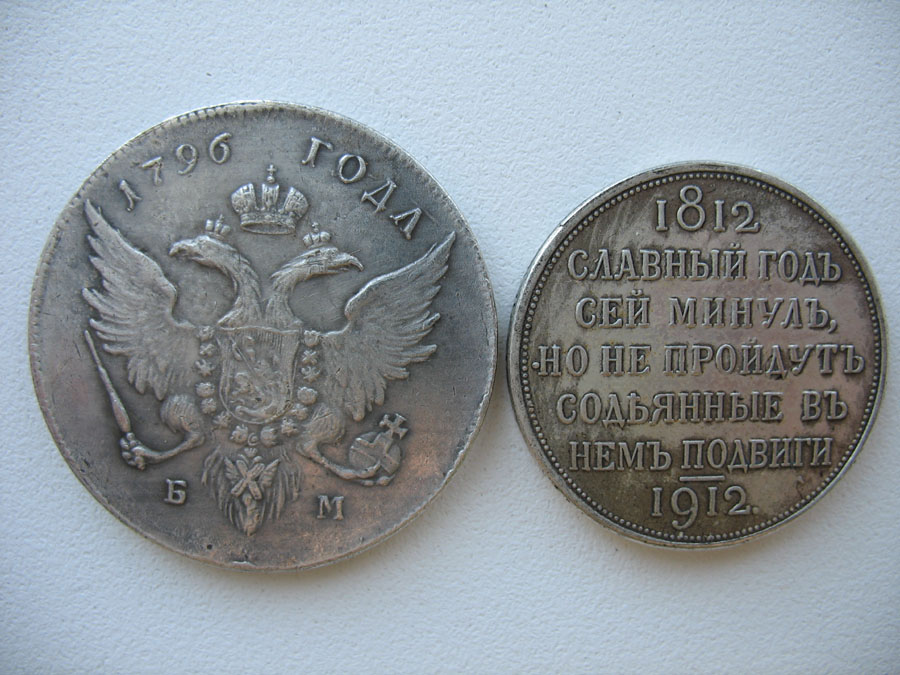 1796 ГОДА
Б М
1812
СЛАВНЫЙ ГОДЪ
СЕЙ МИНУЛЪ,
НО НЕ ПРОЙДУТЪ
СОДѢЯННЫЕ ВЪ
НЕМЪ ПОДВИГИ
1912